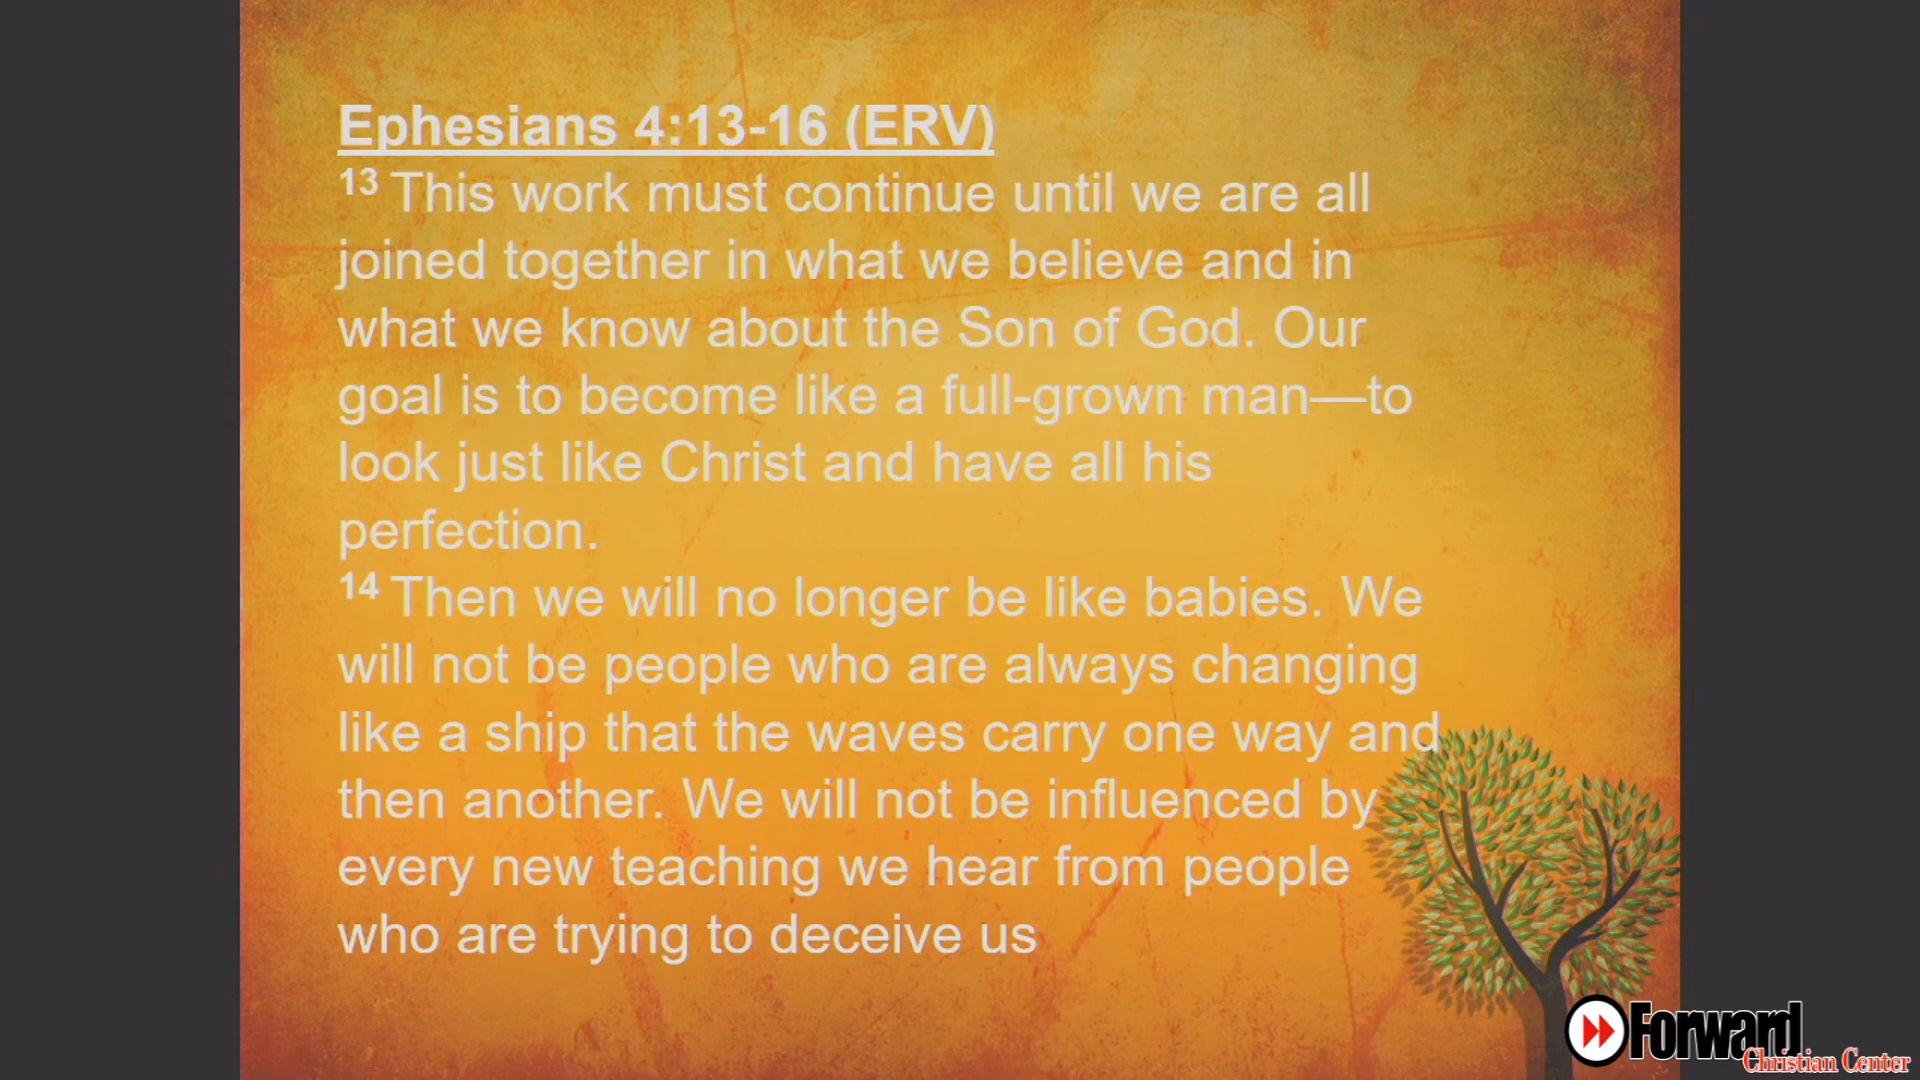 Ephesians 4:13-16 (ERV)
13 This work must continue until we are all
joined together in what we believe and in
what we know about the Son of God. Our
goal is to become like a full-grown man—to
look just like Christ and have all his
perfection.
14 Then we will no longer be like babies. We
will not be people who are always changing
like a ship that the waves carry one way and
then another. We will not be influenced by
every new teaching we hear from people
who are trying to deceive us
Forward
Christian Center